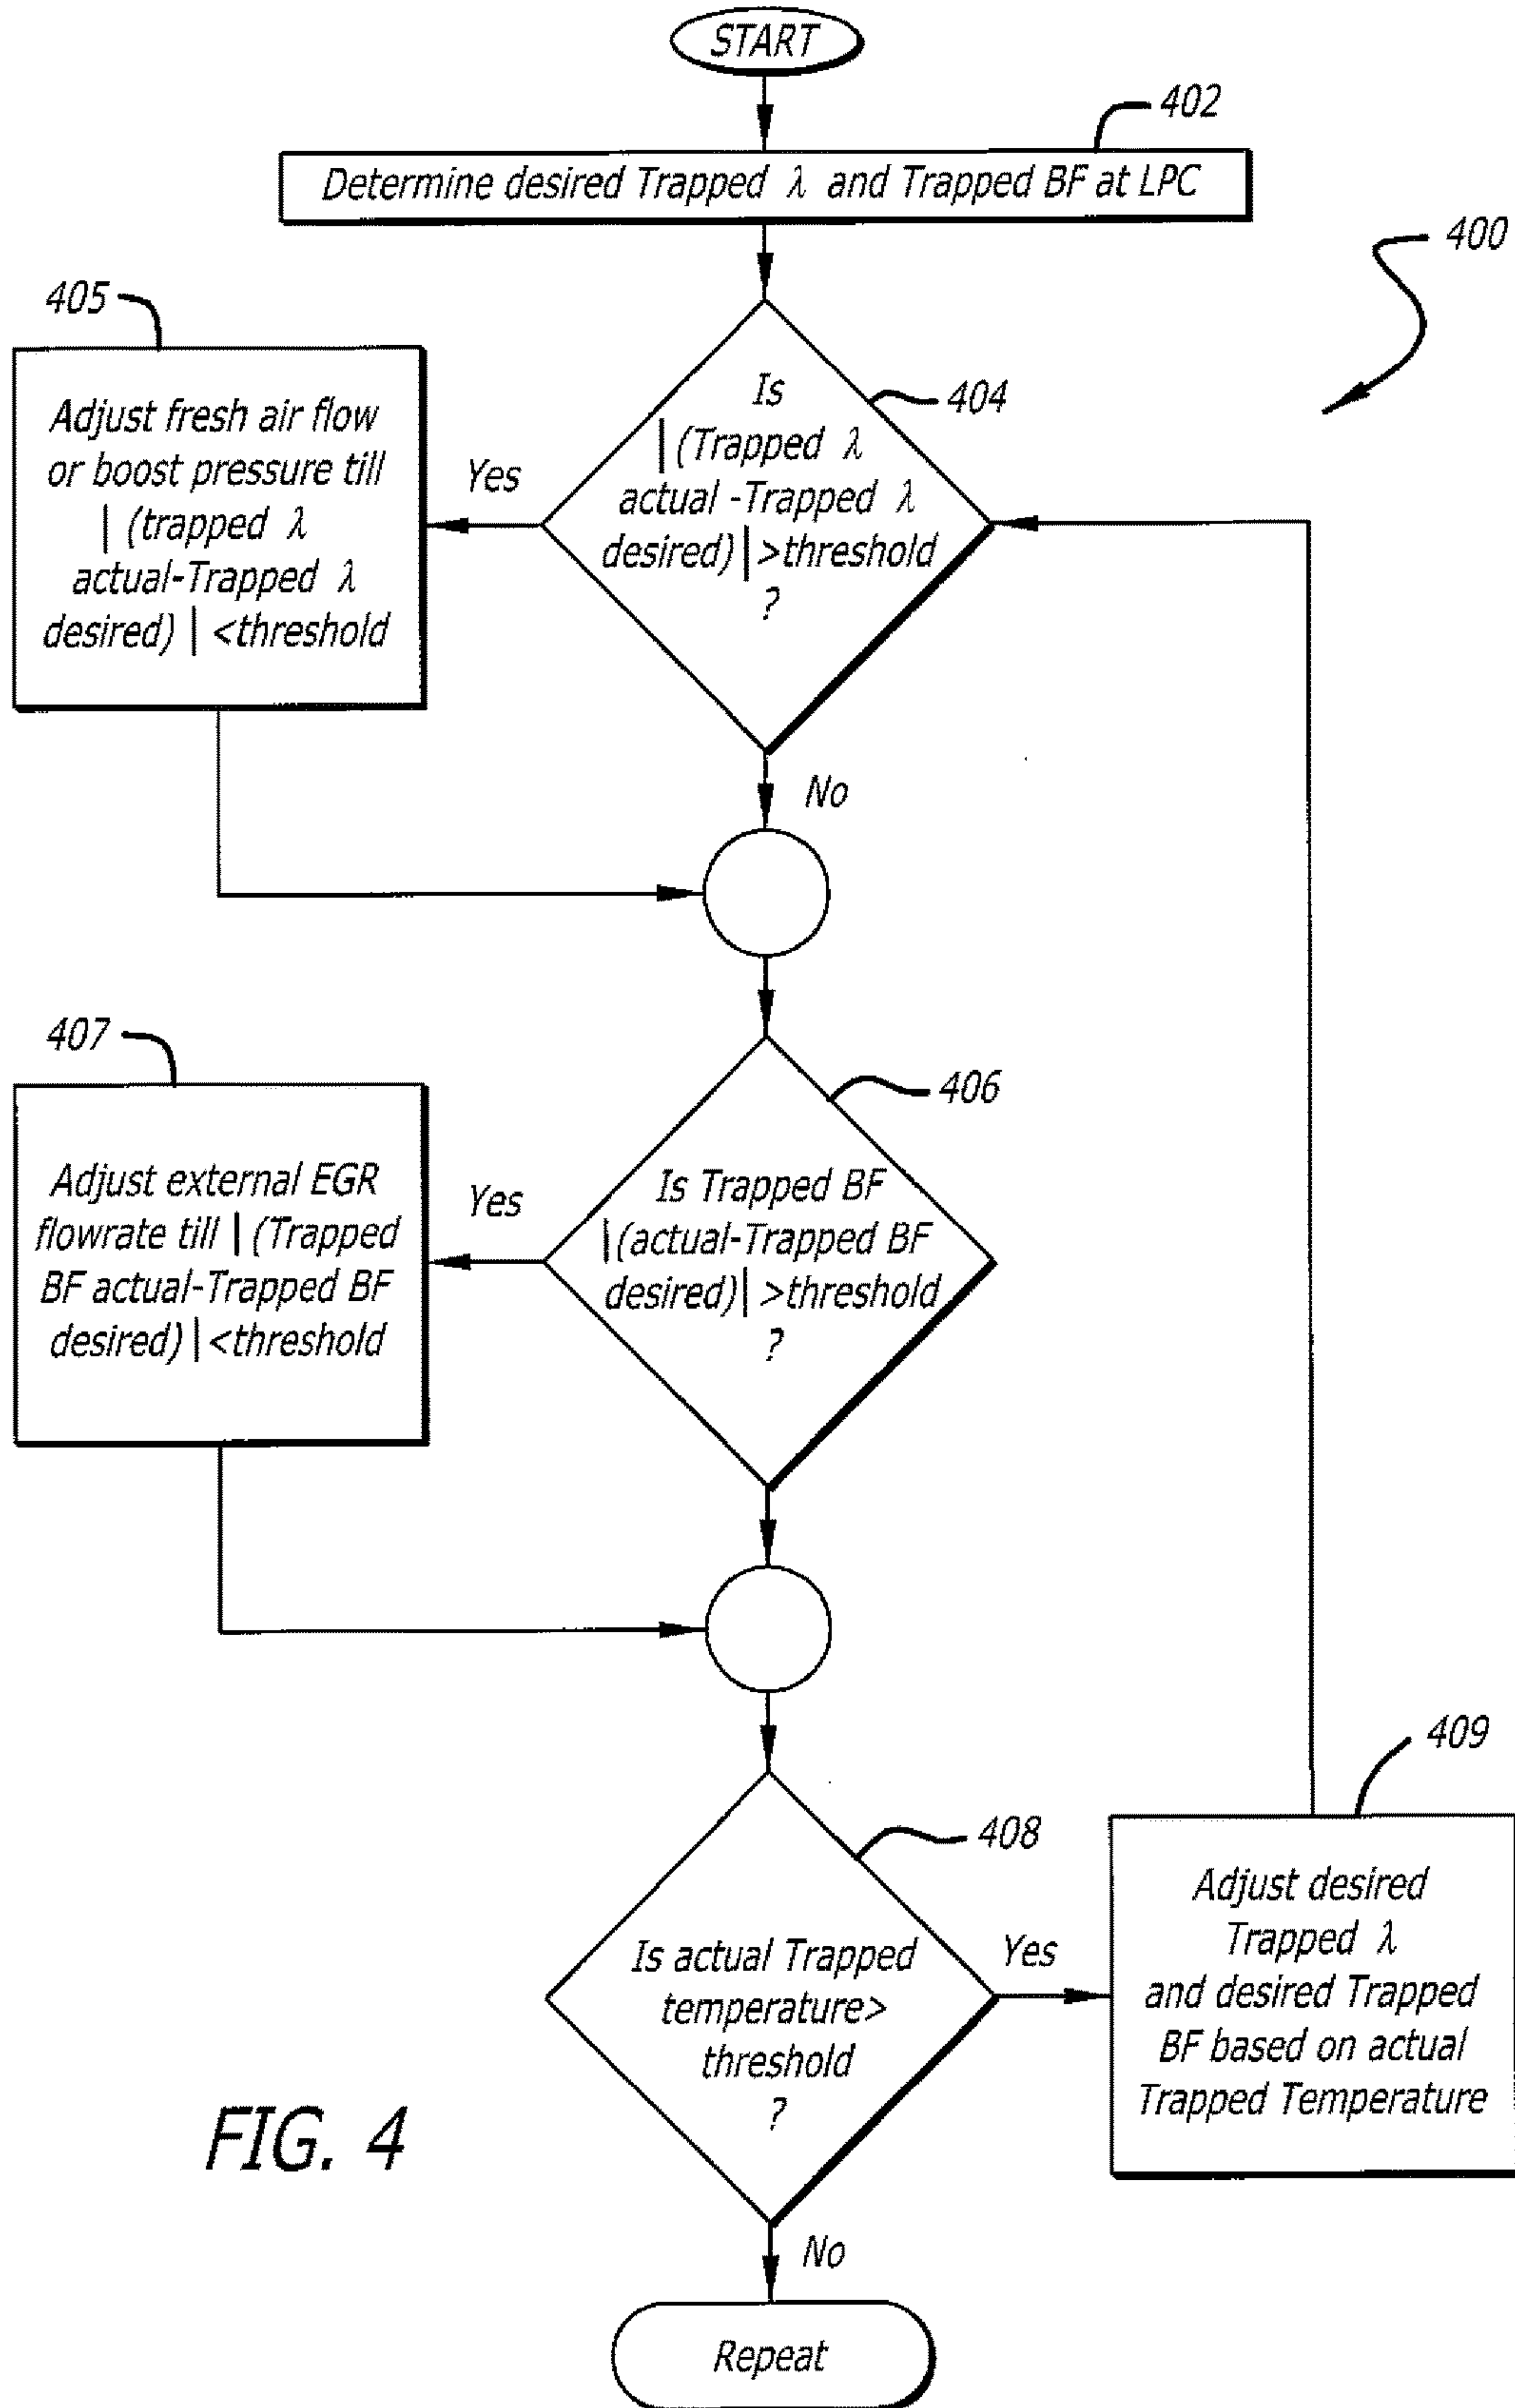 START
402
Determine desired Trapped λ and Trapped BF at LPC
400
405
Adjust fresh air flow
or boost pressure till
| (trapped λ
actual-Trapped λ
desired) | <threshold
Yes
404
Is
|(Trapped λ
actual -Trapped λ
desired)|>threshold
?
No
407
Adjust external EGR
flowrate till | (Trapped
BF actual-Trapped BF
desired) |<threshold
Yes
406
Is Trapped BF
|(actual-Trapped BF
desired)| >threshold
?
408
Is actual Trapped
temperature>
threshold
?
Yes
409
Adjust desired
Trapped λ
and desired Trapped
BF based on actual
Trapped Temperature
No
Repeat
FIG. 4